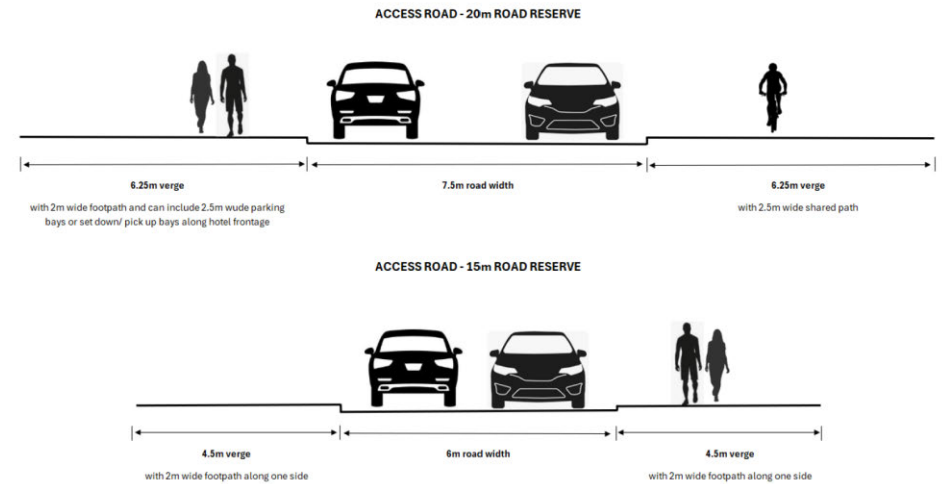 ACCESS ROAD - 20m ROAD RESERVE
6.25m verge
with 2m wide footpath and can include 2.5m wude parking
bays or set down/ pick up bays along hotel frontage
7.5m road width
6.25m verge
with 2.5m wide shared path
ACCESS ROAD - 15m ROAD RESERVE
4.5m verge
with 2m wide footpath along one side
6m road width
4.5m verge
with 2m wide footpath along one side